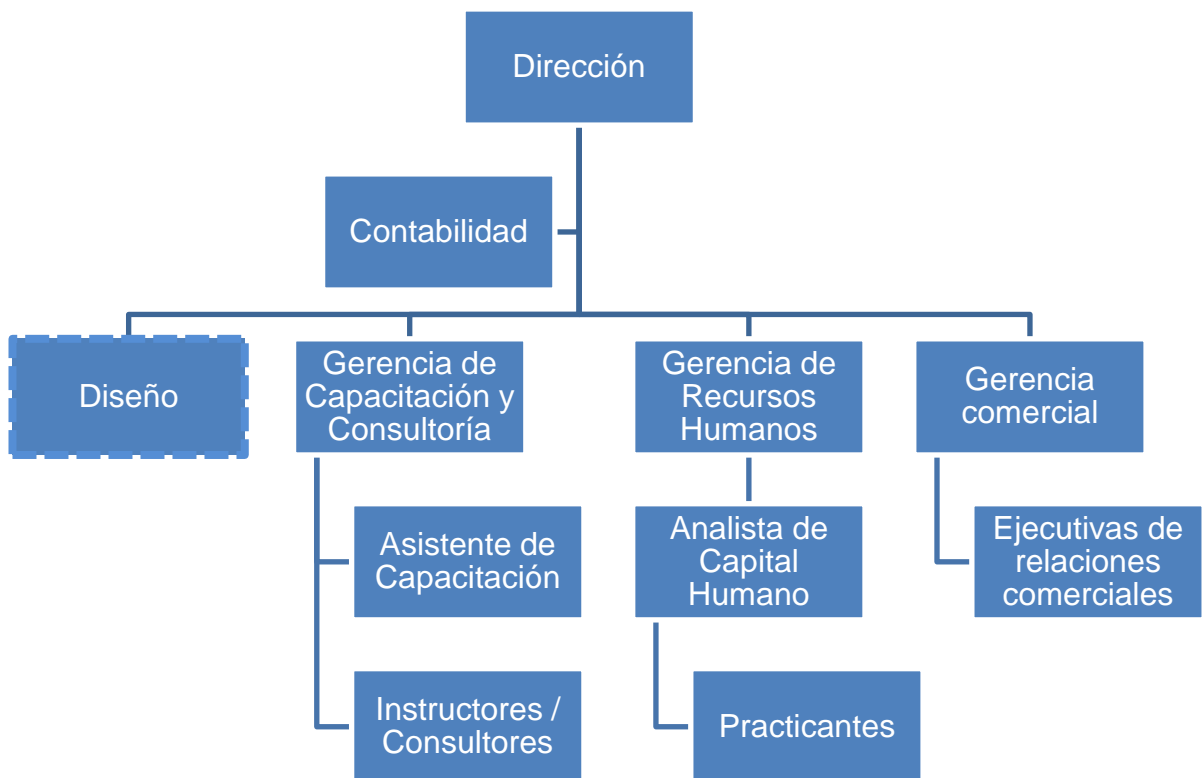 Dirección
Contabilidad
Diseño
Gerencia de
Capacitación y
Consultoría
Gerencia de
Recursos
Humanos
Gerencia
comercial
Asistente de
Capacitación
Analista de
Capital
Humano
Ejecutivas de
relaciones
comerciales
Instructores /
Consultores
Practicantes